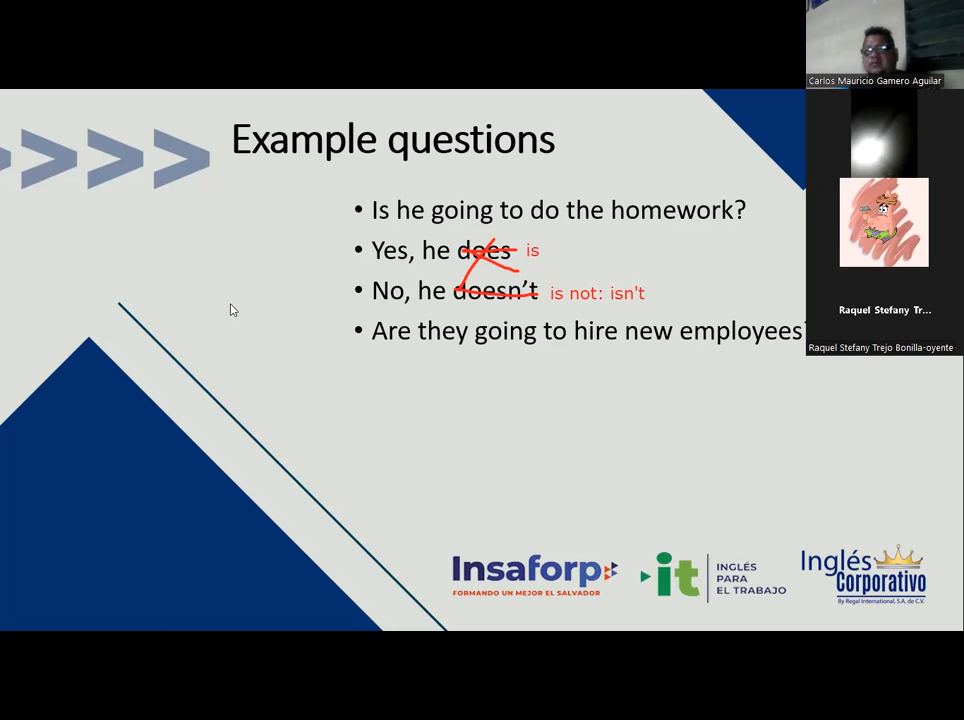 Carlos Mauricio Gamero Aguilar
Example questions
• Is he going to do the homework?
• Yes, he does is
• No, he doesn't is not: isn't
• Are they going to hire new employees?
Raquel Stefany Tr...
Raquel Stefany Trejo Bonilla-oyente
Insaforp
FORMANDO UN MEJOR EL SALVADOR
it
INGLÉS
PARA
EL TRABAJO
Inglés
Corporativo
By Regal International, S.A. de C.V.